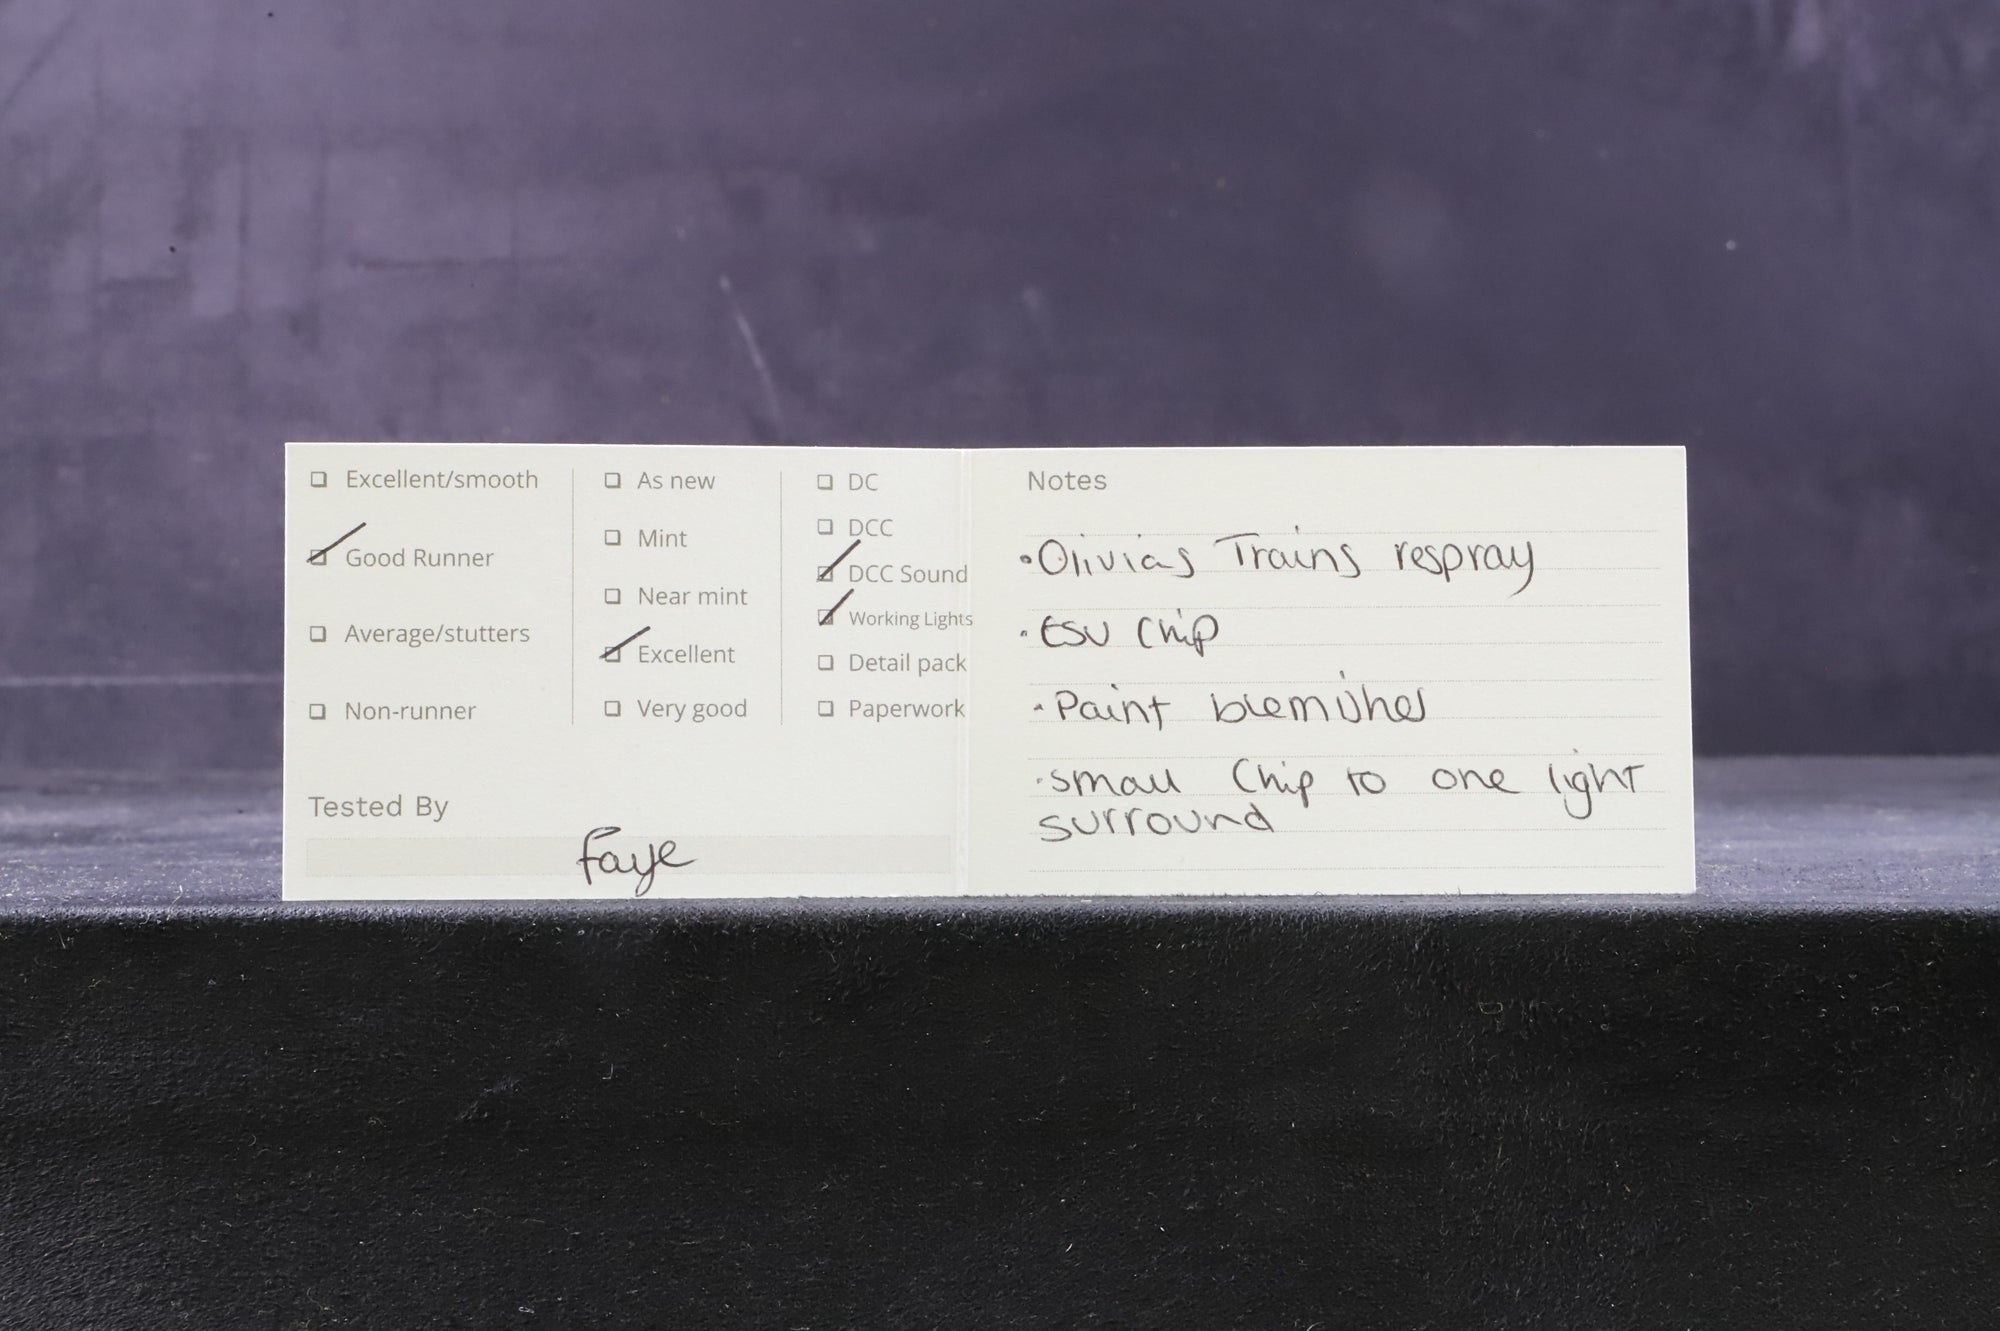 Excellent/smooth
Good Runner
Average/stutters
Non-runner
As new
Mint
Near mint
Excellent
Very good
DC
DCC
DCC Sound
Working Lights
Detail pack
Paperwork
Tested By
Faye
Notes
• Olivias Trains respray
• ESU Chip
• Paint blemishes
• small Chip to one light
surround